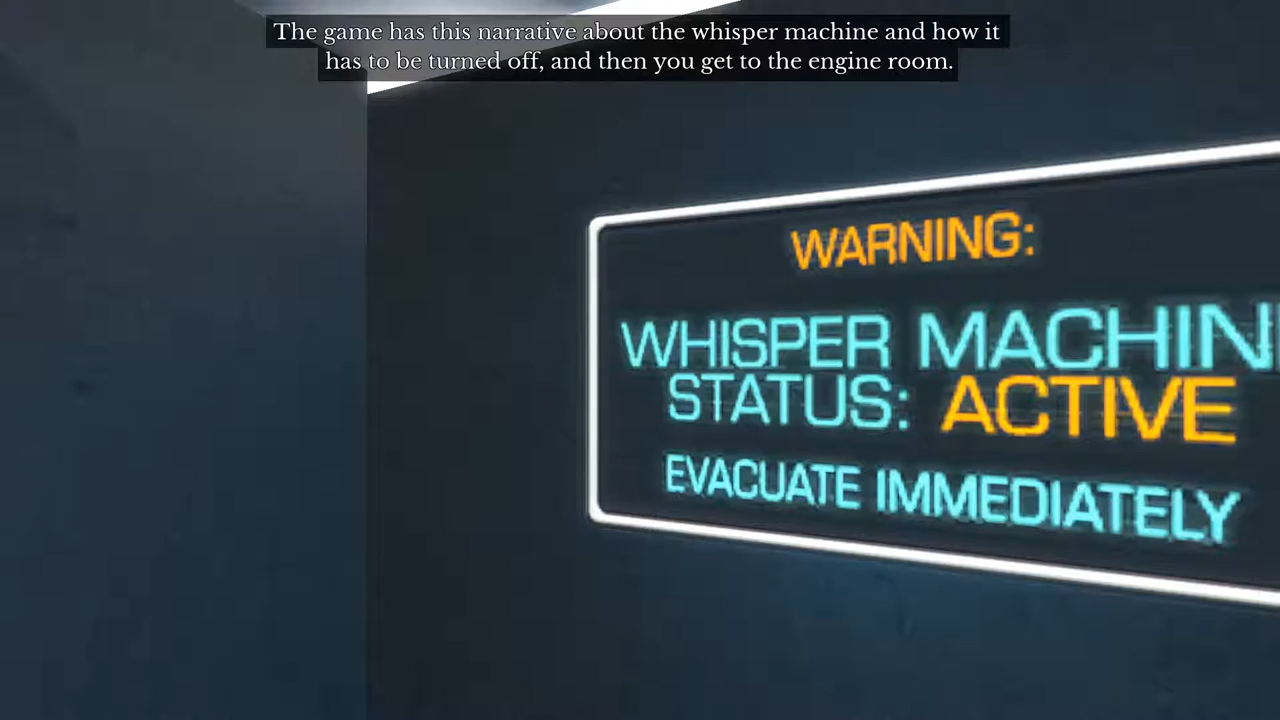 The game has this narrative about the whisper machine and how it
has to be turned off, and then you get to the engine room.
WARNING:
WHISPER MACHIN
STATUS: ACTIVE
EVACUATE IMMEDIATELY